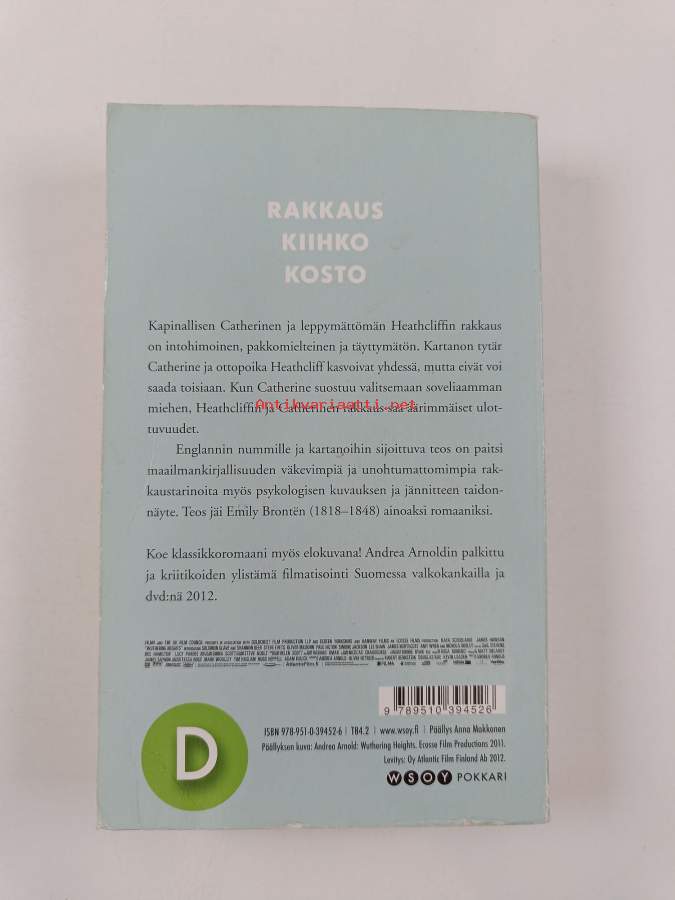 RAKKAUS
KIIHKO
KOSTO
Kapinallisen Catherinen ja leppymättömän Heathcliffin rakkaus
on intohimoinen, pakkomielteinen ja täyttymätön. Kartanon tytär
Catherine ja ottopoika Heathcliff kasvoivat yhdessä, mutta eivät voi
saada toisiaan. Kun Catherine suostuu valitsemaan soveliaamman
Antikvariaatti.net
miehen, Heathcliffin ja Catherinen rakkaus saa äärimmäiset ulot-
tuvuudet.
Englannin nummille ja kartanoihin sijoittuva teos on paitsi
maailmankirjallisuuden väkevimpiä ja unohtumattomimpia rak-
kaustarinoita myös psykologisen kuvauksen ja jännitteen taidon-
näyte. Teos jäi Emily Brontën (1818–1848) ainoaksi romaaniksi.
Koe klassikkoromaani myös elokuvana! Andrea Arnoldin palkittu
ja kriitikoiden ylistämä filmatisointi Suomessa valkokankailla ja
dvd:nä 2012.
9 789510 394526
D
ISBN 978-951-0-39452-6 | T84.2 | www.wsoy.fi | Päällys Anna Makkonen
Päällyksen kuva: Andrea Arnold: Wuthering Heights. Ecosse Film Productions 2011.
Levitys: Oy Atlantic Film Finland Ab 2012.
WSOY POKKARI